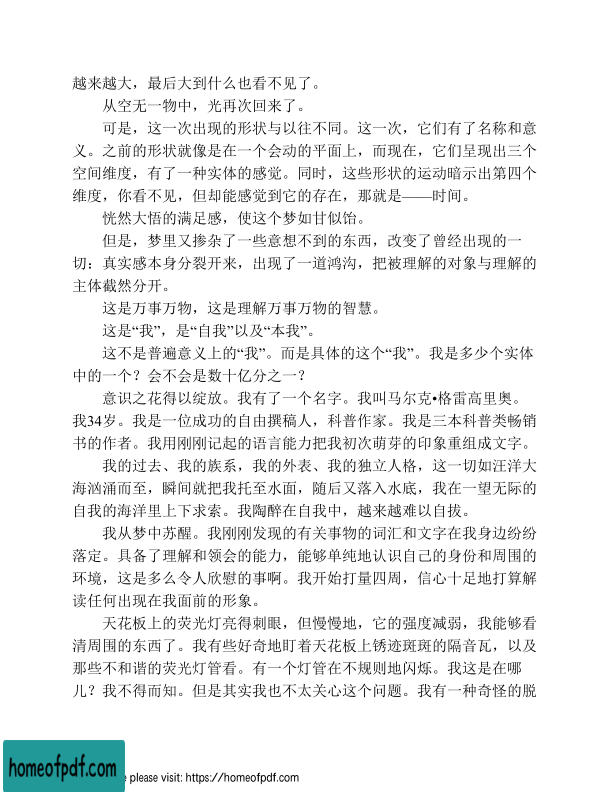 越来越大，最后大到什么也看不见了。
从空无一物中，光再次回来了。
可是，这一次出现的形状与以往不同。这一次，它们有了名称和意
义。之前的形状就像是在一个会动的平面上，而现在，它们呈现出三个
空间维度，有了一种实体的感觉。同时，这些形状的运动暗示出第四个
维度，你看不见，但却能感觉到它的存在，那就是——时间。
恍然大悟的满足感，使这个梦如甘似饴。
但是，梦里又掺杂了一些意想不到的东西，改变了曾经出现的一
切：真实感本身分裂开来，出现了一道鸿沟，把被理解的对象与理解的
主体截然分开。
这是万事万物，这是理解万事万物的智慧。
这是“我”，是“自我”以及“本我”。
这不是普遍意义上的“我”。而是具体的这个“我”。我是多少个实体
中的一个？会不会是数十亿分之一？
意识之花得以绽放。我有了一个名字。我叫马尔克•格雷高里奥。
我34岁。我是一位成功的自由撰稿人，科普作家。我是三本科普类畅销
书的作者。我用刚刚记起的语言能力把我初次萌芽的印象重组成文字。
我的过去、我的族系，我的外表、我的独立人格，这一切如汪洋大
海汹涌而至，瞬间就把我托至水面，随后又落入水底，我在一望无际的
自我的海洋里上下求索。我陶醉在自我中，越来越难以自拔。
我从梦中苏醒。我刚刚发现的有关事物的词汇和文字在我身边纷纷
落定。具备了理解和领会的能力，能够单纯地认识自己的身份和周围的
环境，这是多么令人欣慰的事啊。我开始打量四周，信心十足地打算解
读任何出现在我面前的形象。
天花板上的荧光灯亮得刺眼，但慢慢地，它的强度减弱，我能够看
清周围的东西了。我有些好奇地盯着天花板上锈迹斑斑的隔音瓦，以及
那些不和谐的荧光灯管看。有一个灯管在不规则地闪烁。我这是在哪
儿？我不得而知。但是其实我也不太关心这个问题。我有一种奇怪的脱
homeofpdf.com
please visit: https://homeofpdf.com